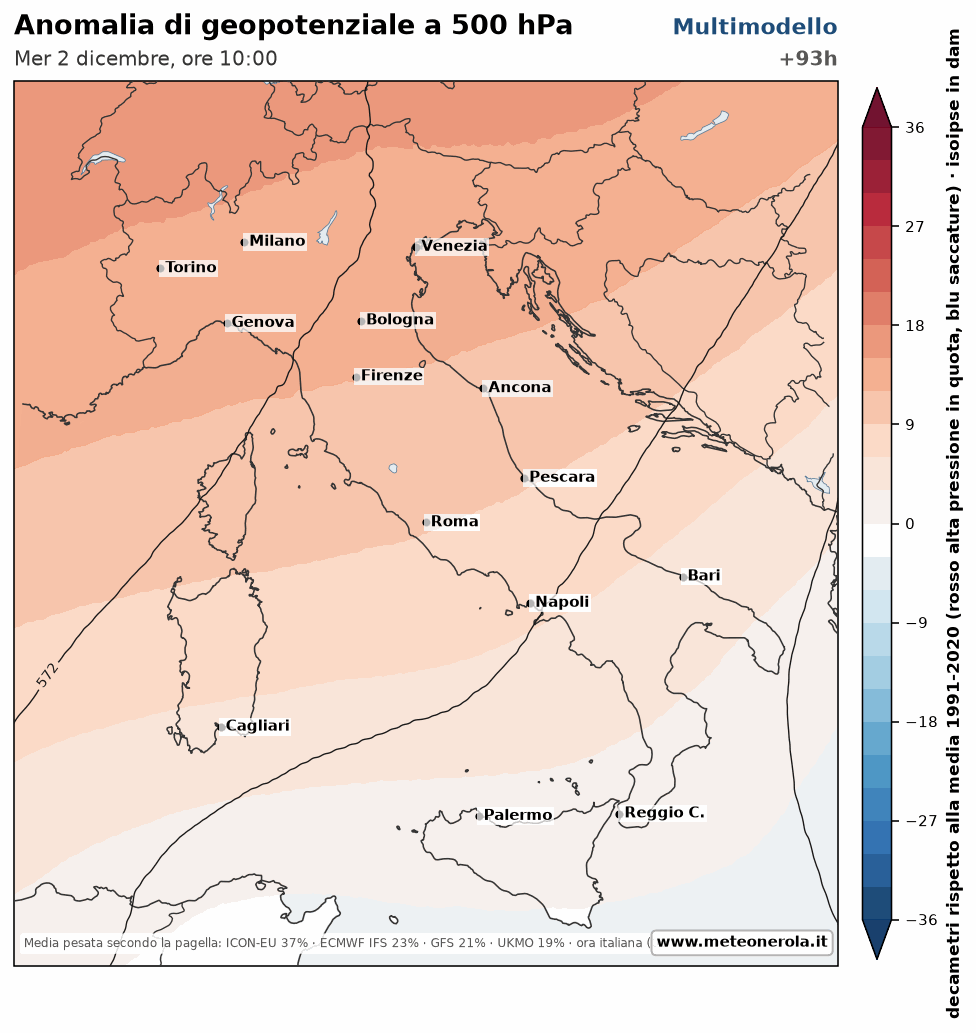 Anomalia di geopotenziale a 500 hPa
Multimodello
Mer 2 dicembre, ore 10:00
+93h
Milano
Venezia
Torino
Genova
Bologna
Firenze
Ancona
Pescara
Roma
Bari
Napoli
572
Cagliari
Palermo
Reggio C.
Media pesata secondo la pagella: ICON-EU 37% · ECMWF IFS 23% · GFS 21% · UKMO 19% · ora italiana (
www.meteonerola.it
36
27
18
9
0
−9
−18
−27
−36
decametri rispetto alla media 1991-2020 (rosso alta pressione in quota, blu saccature) · isoipse in dam